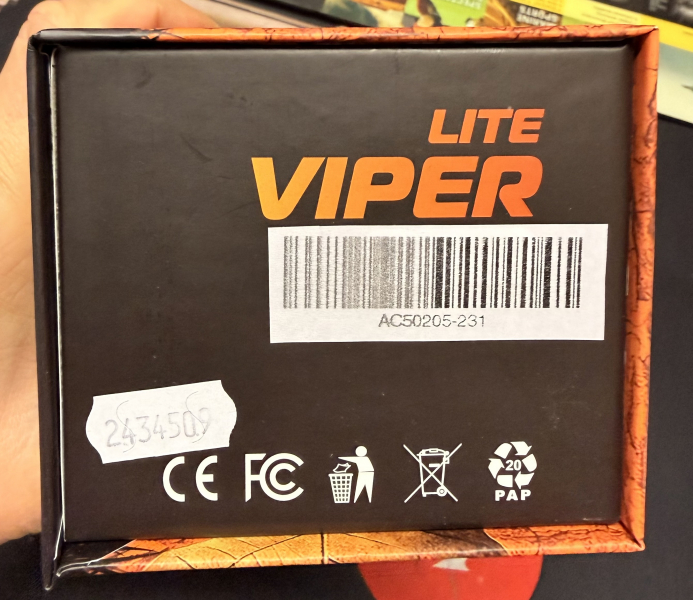 LITE
VIPER
AC50205-231
2434509
CE FC
20
PAP